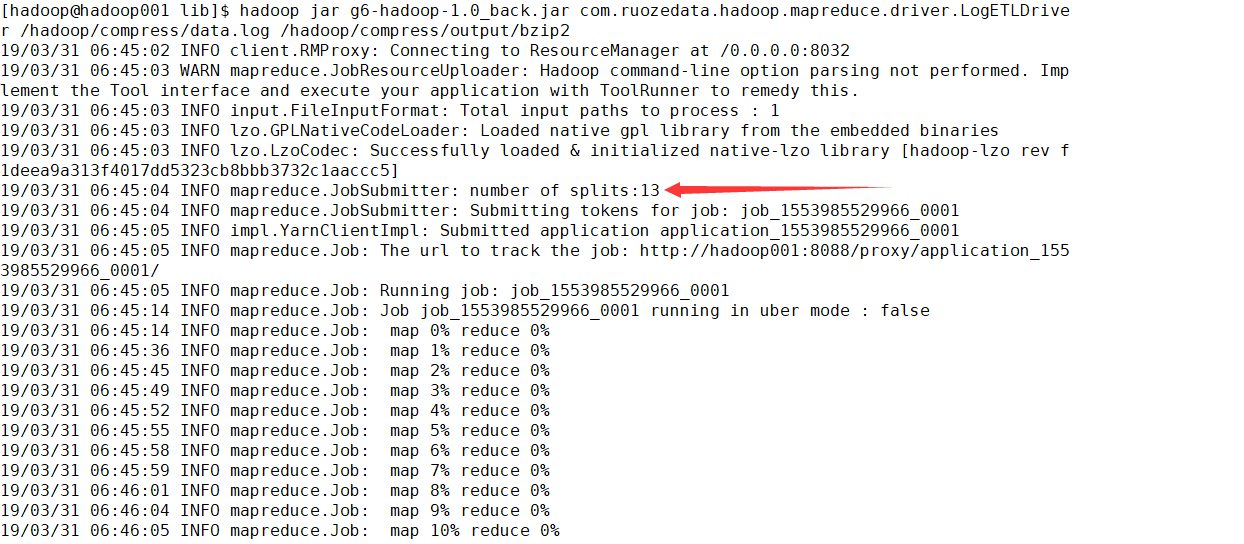 [hadoop@hadoop001 lib]$ hadoop jar g6-hadoop-1.0_back.jar com.ruozedata.hadoop.mapreduce.driver.LogETLDrive
r /hadoop/compress/data.log /hadoop/compress/output/bzip2
19/03/31 06:45:02 INFO client.RMProxy: Connecting to ResourceManager at /0.0.0.0:8032
19/03/31 06:45:03 WARN mapreduce.JobResourceUploader: Hadoop command-line option parsing not performed. Imp
lement the Tool interface and execute your application with ToolRunner to remedy this.
19/03/31 06:45:03 INFO input.FileInputFormat: Total input paths to process : 1
19/03/31 06:45:03 INFO lzo.GPLNativeCodeLoader: Loaded native gpl library from the embedded binaries
19/03/31 06:45:03 INFO lzo.LzoCodec: Successfully loaded & initialized native-lzo library [hadoop-lzo rev f
1deea9a313f4017dd5323cb8bbb3732c1aaccc5]
19/03/31 06:45:04 INFO mapreduce.JobSubmitter: number of splits:13
19/03/31 06:45:04 INFO mapreduce.JobSubmitter: Submitting tokens for job: job_1553985529966_0001
19/03/31 06:45:05 INFO impl.YarnClientImpl: Submitted application application_1553985529966_0001
19/03/31 06:45:05 INFO mapreduce.Job: The url to track the job: http://hadoop001:8088/proxy/application_155
3985529966_0001/
19/03/31 06:45:05 INFO mapreduce.Job: Running job: job_1553985529966_0001
19/03/31 06:45:14 INFO mapreduce.Job: Job job_1553985529966_0001 running in uber mode : false
19/03/31 06:45:14 INFO mapreduce.Job:  map 0% reduce 0%
19/03/31 06:45:36 INFO mapreduce.Job:  map 1% reduce 0%
19/03/31 06:45:45 INFO mapreduce.Job:  map 2% reduce 0%
19/03/31 06:45:49 INFO mapreduce.Job:  map 3% reduce 0%
19/03/31 06:45:52 INFO mapreduce.Job:  map 4% reduce 0%
19/03/31 06:45:55 INFO mapreduce.Job:  map 5% reduce 0%
19/03/31 06:45:58 INFO mapreduce.Job:  map 6% reduce 0%
19/03/31 06:45:59 INFO mapreduce.Job:  map 7% reduce 0%
19/03/31 06:46:01 INFO mapreduce.Job:  map 8% reduce 0%
19/03/31 06:46:04 INFO mapreduce.Job:  map 9% reduce 0%
19/03/31 06:46:05 INFO mapreduce.Job:  map 10% reduce 0%